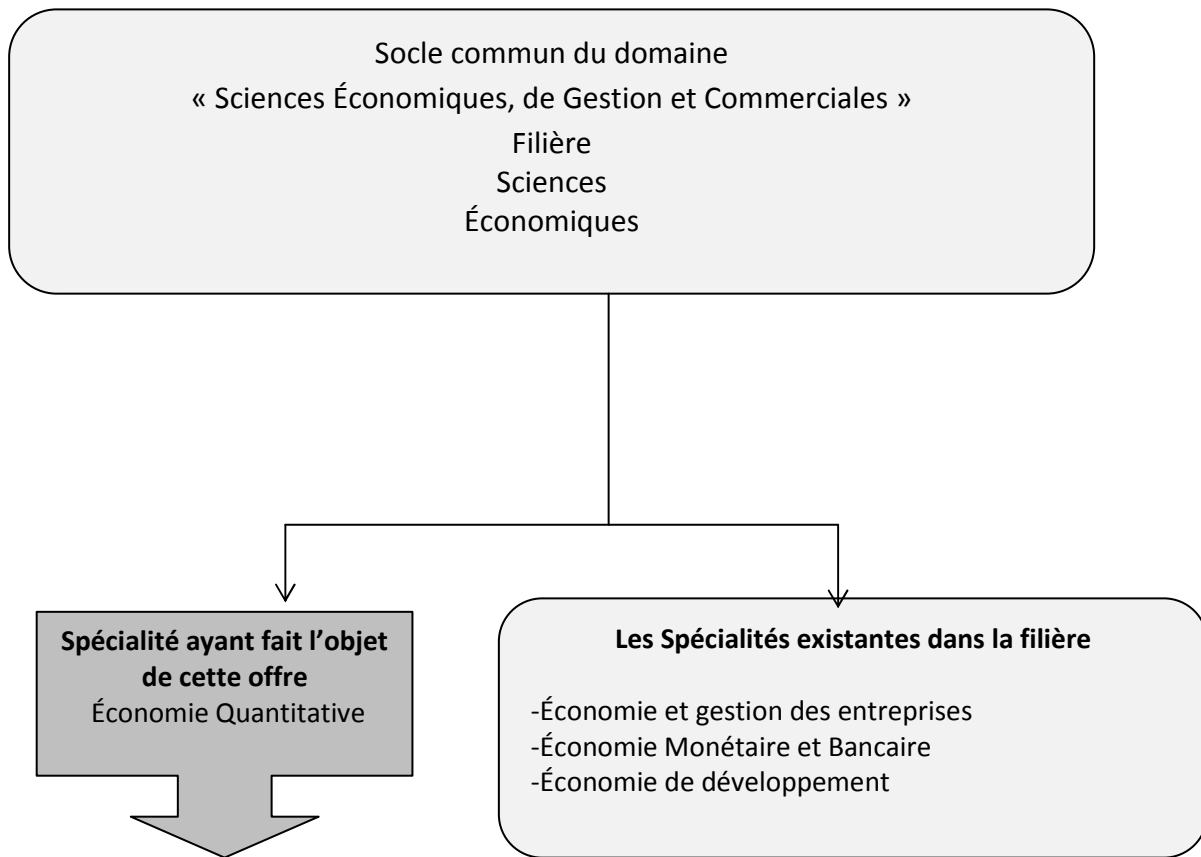 Socle commun du domaine
« Sciences Économiques, de Gestion et Commerciales »
Filière
Sciences
Économiques
Spécialité ayant fait l’objet
de cette offre
Économie Quantitative
Les Spécialités existantes dans la filière
-Économie et gestion des entreprises
-Économie Monétaire et Bancaire
-Économie de développement